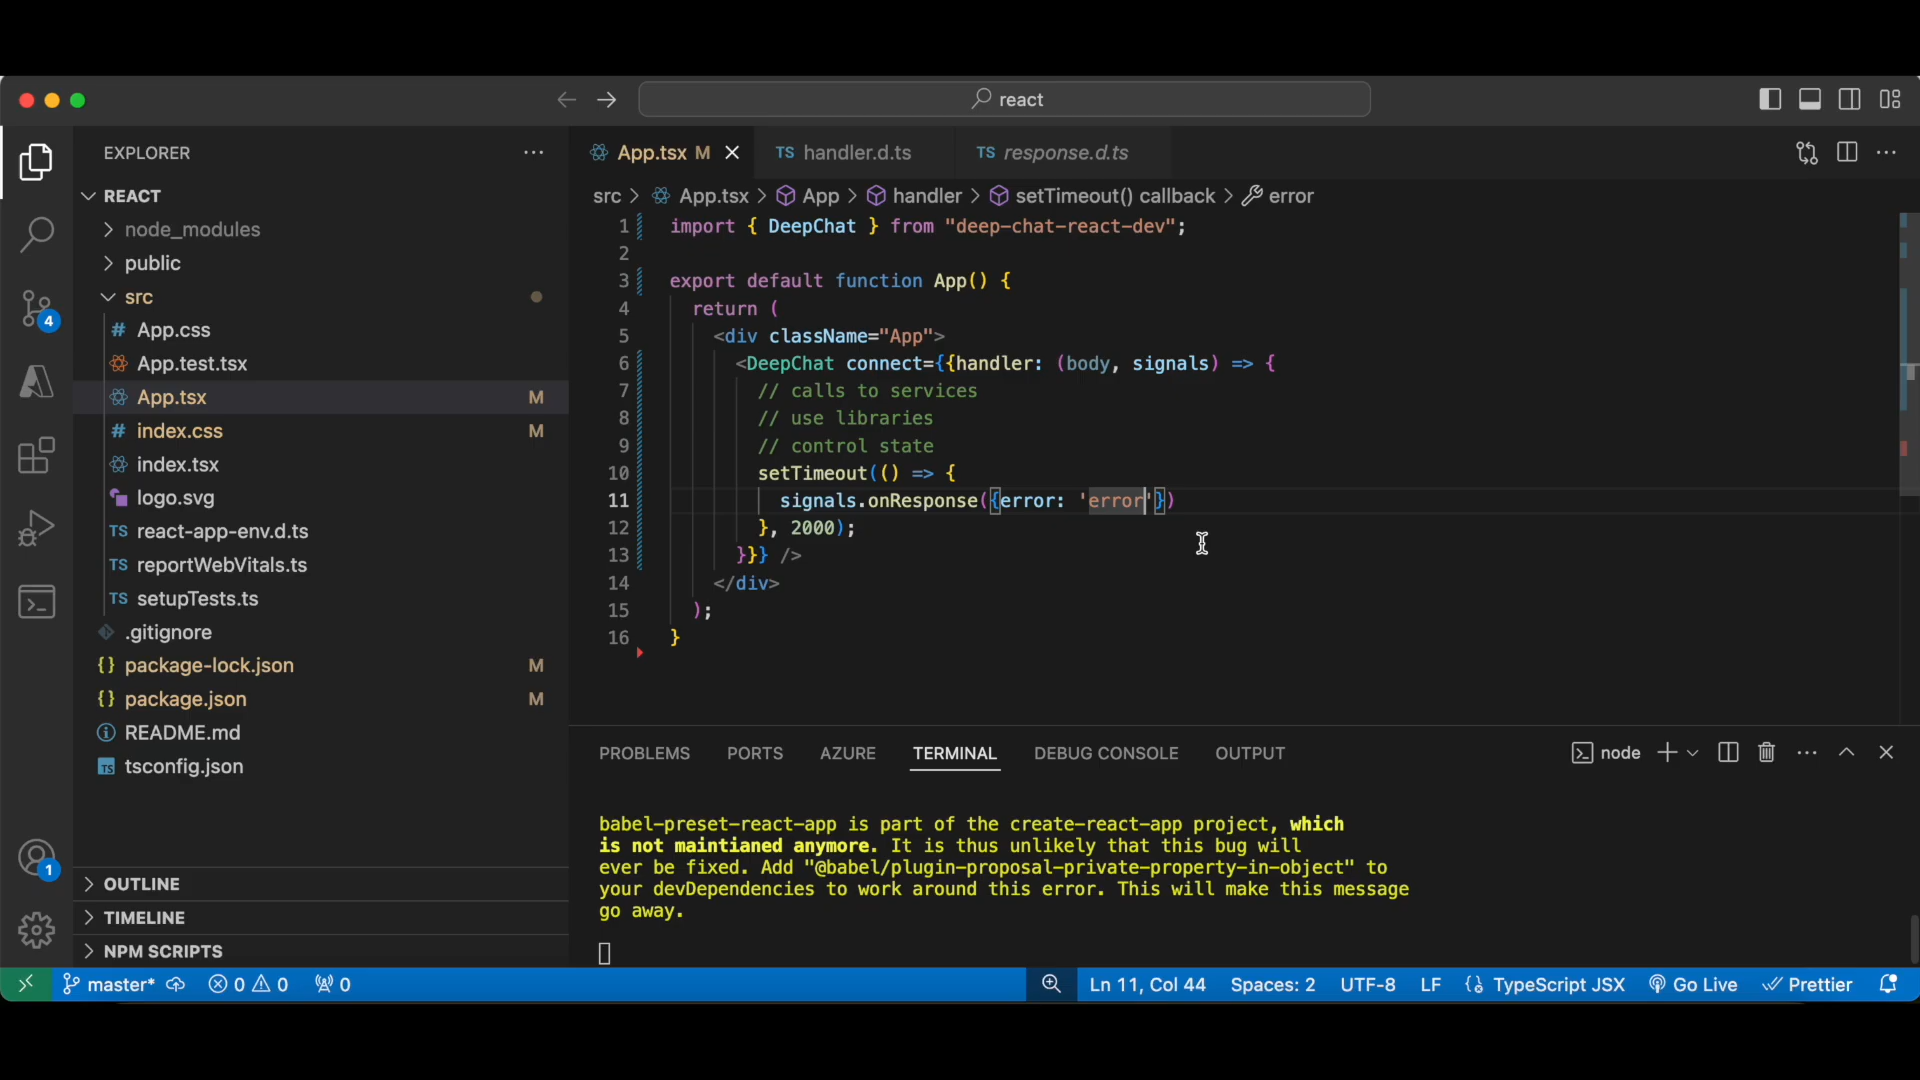 react
EXPLORER
REACT
node_modules
public
src
# App.css
App.test.tsx
App.tsx M
# index.css M
index.tsx
logo.svg
TS react-app-env.d.ts
TS reportWebVitals.ts
TS setupTests.ts
.gitignore
{} package-lock.json M
{} package.json M
README.md
TS tsconfig.json
OUTLINE
TIMELINE
NPM SCRIPTS
4
1
App.tsx M TS handler.d.ts TS response.d.ts
src > App.tsx > App > handler > setTimeout() callback > error
1 import { DeepChat } from "deep-chat-react-dev";
2
3 export default function App() {
4 return (
5 <div className="App">
6 <DeepChat connect={{handler: (body, signals) => {
7 // calls to services
8 // use libraries
9 // control state
10 setTimeout(() => {
11 signals.onResponse({error: 'error'})
12 }, 2000);
13 }}} />
14 </div>
15 );
16 }
PROBLEMS PORTS AZURE TERMINAL DEBUG CONSOLE OUTPUT node
babel-preset-react-app is part of the create-react-app project, which
is not maintianed anymore. It is thus unlikely that this bug will
ever be fixed. Add "@babel/plugin-proposal-private-property-in-object" to
your devDependencies to work around this error. This will make this message
go away.
master* 0 0 0 Ln 11, Col 44 Spaces: 2 UTF-8 LF {} TypeScript JSX Go Live Prettier